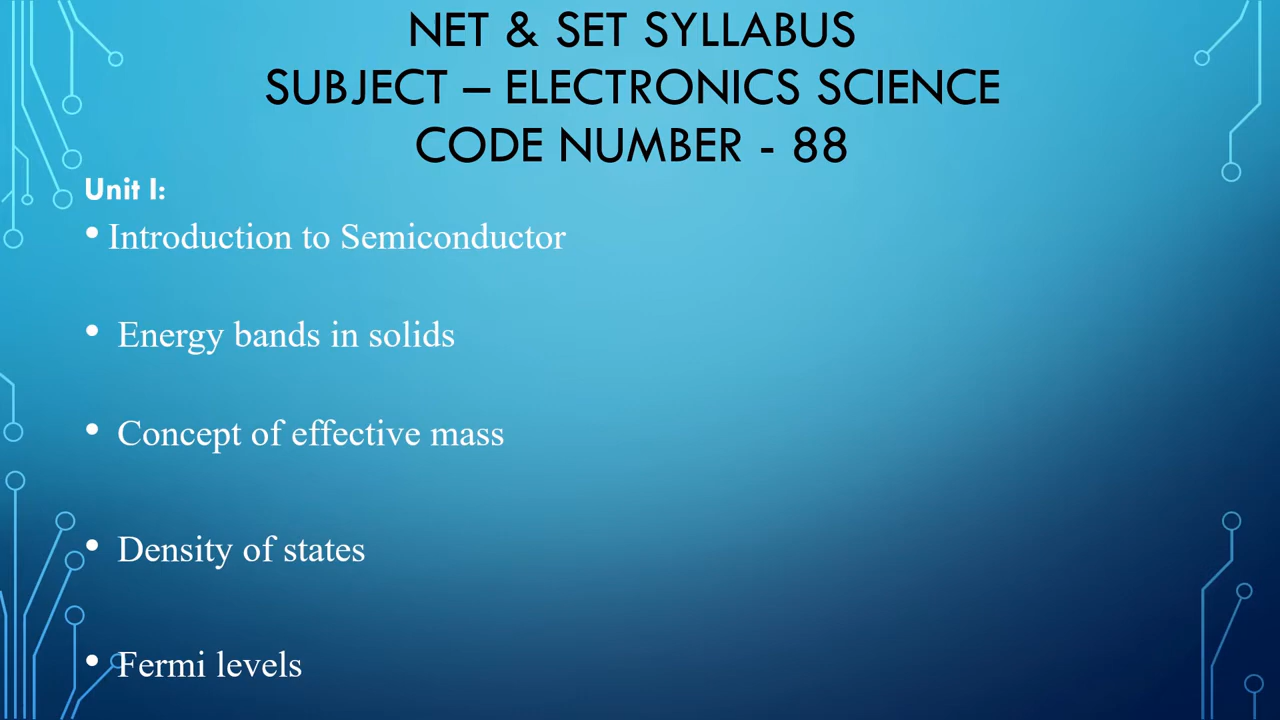 NET & SET SYLLABUS
SUBJECT – ELECTRONICS SCIENCE
CODE NUMBER - 88
Unit I:
• Introduction to Semiconductor
• Energy bands in solids
• Concept of effective mass
• Density of states
• Fermi levels